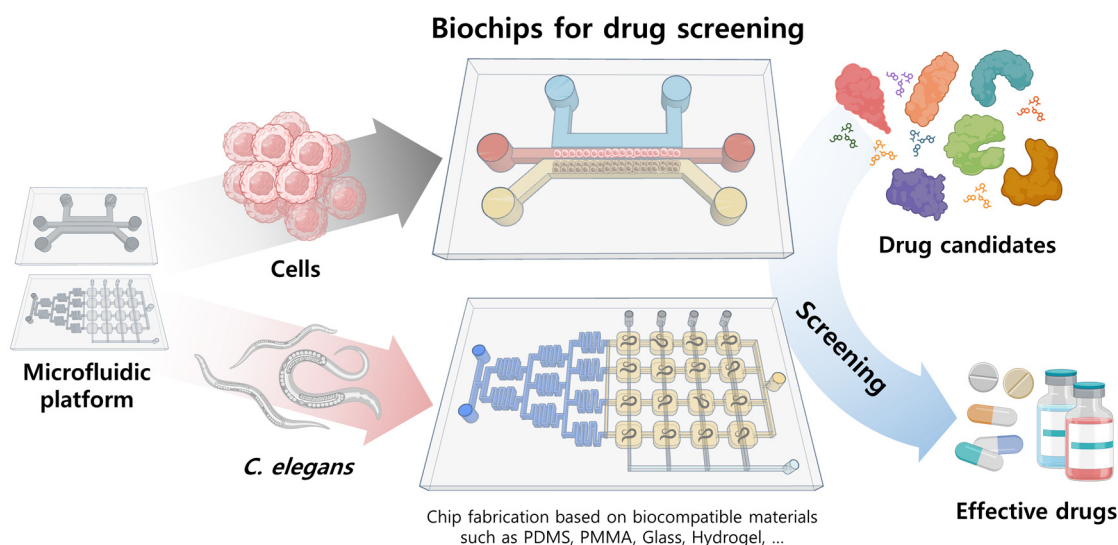 Biochips for drug screening
Cells
Drug candidates
Microfluidic
platform
Screening
C. elegans
Effective drugs
Chip fabrication based on biocompatible materials
such as PDMS, PMMA, Glass, Hydrogel, ...